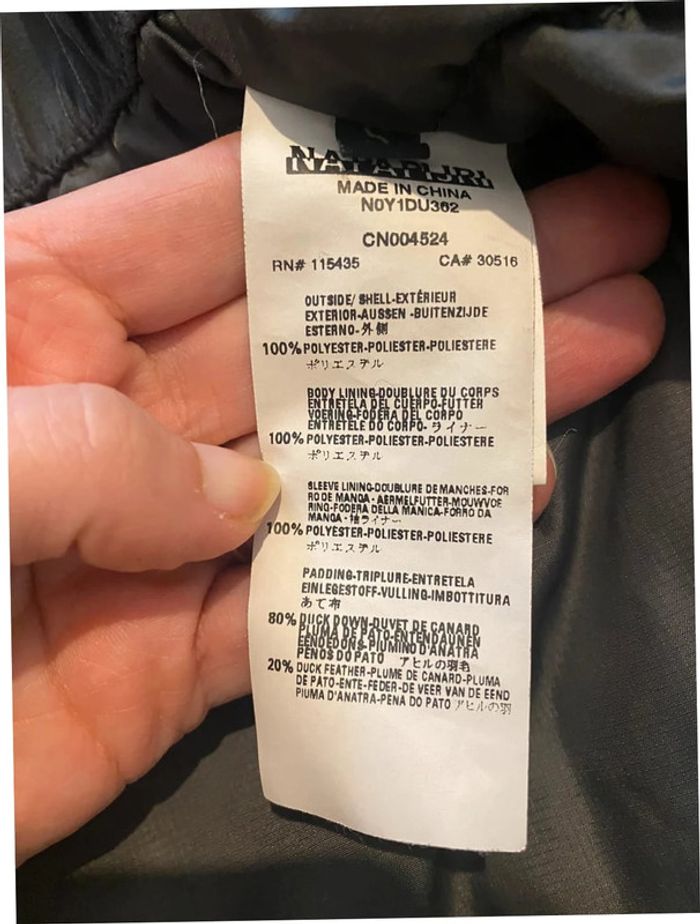 NAPAPIJRI
MADE IN CHINA
N0Y1DU362
CN004524
RN# 115435 CA# 30516
OUTSIDE/ SHELL-EXTÉRIEUR
EXTERIOR-AUSSEN -BUITENZIJDE
ESTERNO-外側
100% POLYESTER-POLIESTER-POLIESTERE
ポリエステル
BODY LINING-DOUBLURE DU CORPS
ENTRETELA DEL CUERPO-FUTTER
VOERING-FODERA DEL CORPO
ENTRETELE DO CORPO- ライナー
100% POLYESTER-POLIESTER-POLIESTERE
ポリエステル
SLEEVE LINING-DOUBLURE DE MANCHES-FOR
RO DE MANGA - AERMELFUTTER-MOUWVOE
RING-FODERA DELLA MANICA-FORRO DA
MANGA - 袖ライナー
100% POLYESTER-POLIESTER-POLIESTERE
ポリエステル
PADDING-TRIPLURE-ENTRETELA
EINLEGESTOFF-VULLING-IMBOTTITURA
あて布
80% DUCK DOWN-DUVET DE CANARD
PLUMA DE PATO-ENTENDAUNEN
EENDEDONS-PIUMINO D'ANATRA
PENOS DO PATO アヒルの羽毛
20% DUCK FEATHER-PLUME DE CANARD-PLUMA
DE PATO-ENTE-FEDER-DE VEER VAN DE EEND
PIUMA D'ANATRA-PENA DO PATO アヒルの羽